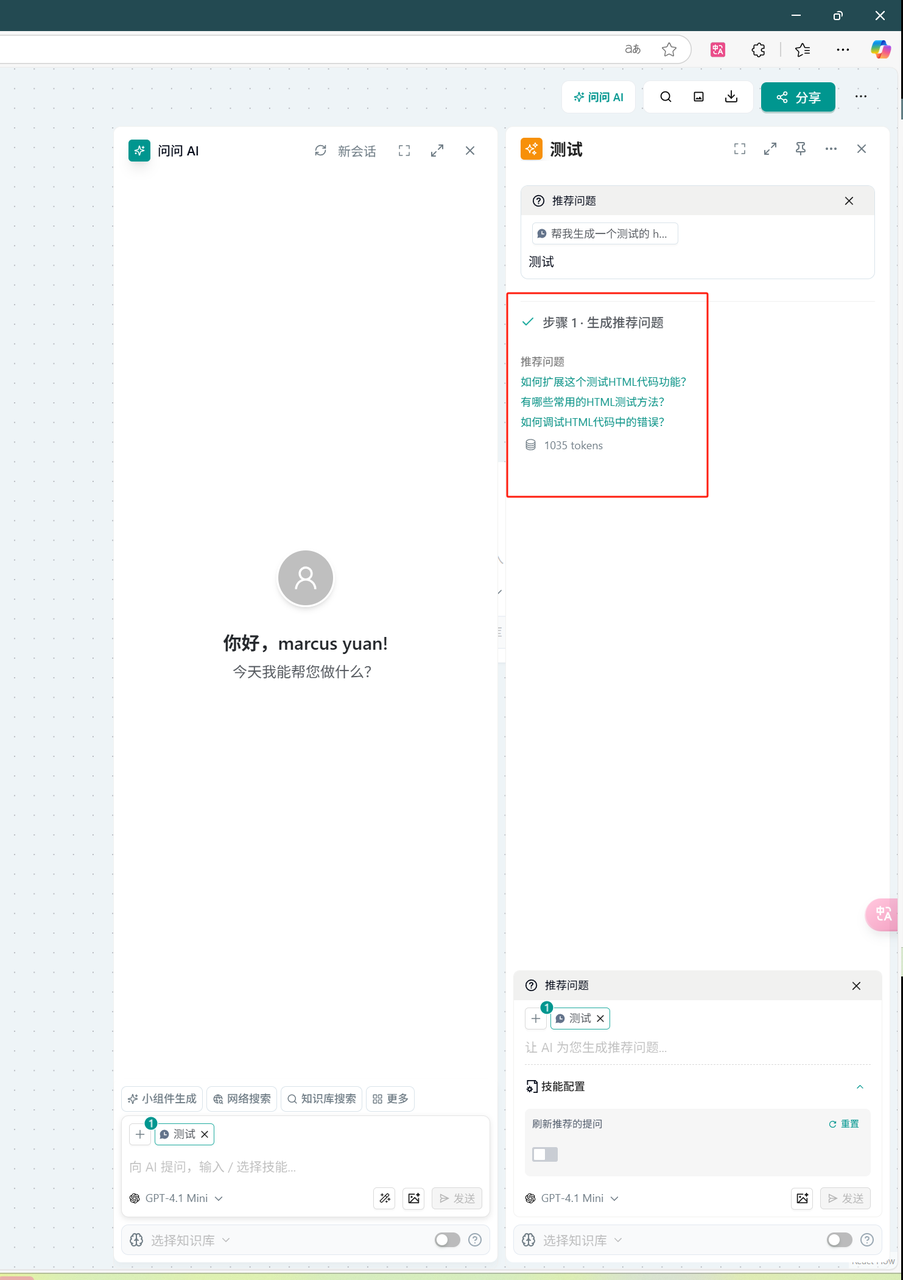 aあ
中A
问问 AI
分享
问问 AI
新会话
你好，marcus yuan!
今天我能帮您做什么？
小组件生成
网络搜索
知识库搜索
更多
1
测试
向 AI 提问，输入 / 选择技能...
GPT-4.1 Mini
发送
选择知识库
测试
推荐问题
帮我生成一个测试的 h...
测试
步骤 1 · 生成推荐问题
推荐问题
如何扩展这个测试HTML代码功能？
有哪些常用的HTML测试方法？
如何调试HTML代码中的错误？
1035 tokens
中A
推荐问题
1
测试
让 AI 为您生成推荐问题...
技能配置
刷新推荐的提问
重置
GPT-4.1 Mini
发送
选择知识库
React Flow